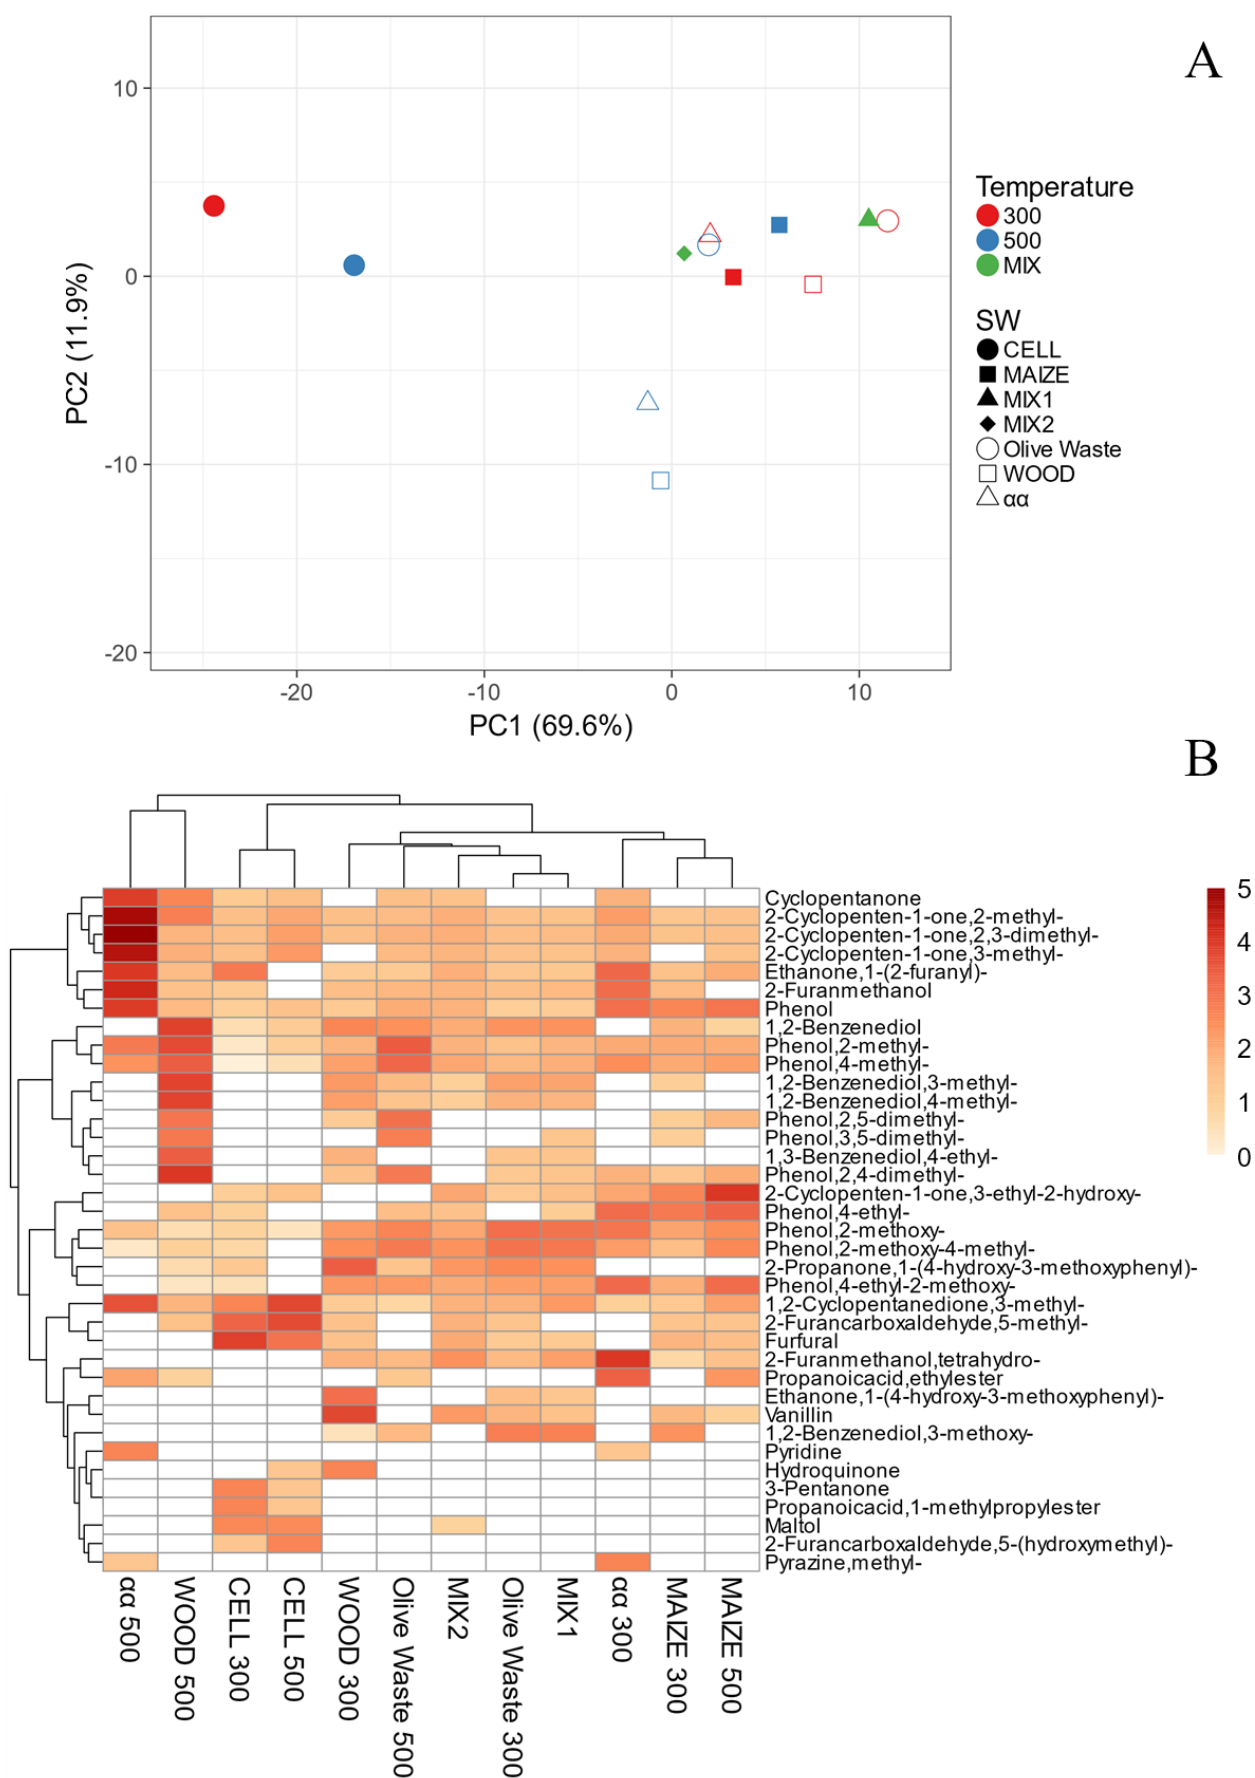 A
10
0
-10
-20
-20
-10
0
10
PC2 (11.9%)
PC1 (69.6%)
Temperature
300
500
MIX
SW
CELL
MAIZE
MIX1
MIX2
Olive Waste
WOOD
αα
B
Cyclopentanone
2-Cyclopenten-1-one,2-methyl-
2-Cyclopenten-1-one,2,3-dimethyl-
2-Cyclopenten-1-one,3-methyl-
Ethanone,1-(2-furanyl)-
2-Furanmethanol
Phenol
1,2-Benzenediol
Phenol,2-methyl-
Phenol,4-methyl-
1,2-Benzenediol,3-methyl-
1,2-Benzenediol,4-methyl-
Phenol,2,5-dimethyl-
Phenol,3,5-dimethyl-
1,3-Benzenediol,4-ethyl-
Phenol,2,4-dimethyl-
2-Cyclopenten-1-one,3-ethyl-2-hydroxy-
Phenol,4-ethyl-
Phenol,2-methoxy-
Phenol,2-methoxy-4-methyl-
2-Propanone,1-(4-hydroxy-3-methoxyphenyl)-
Phenol,4-ethyl-2-methoxy-
1,2-Cyclopentanedione,3-methyl-
2-Furancarboxaldehyde,5-methyl-
Furfural
2-Furanmethanol,tetrahydro-
Propanoicacid,ethylester
Ethanone,1-(4-hydroxy-3-methoxyphenyl)-
Vanillin
1,2-Benzenediol,3-methoxy-
Pyridine
Hydroquinone
3-Pentanone
Propanoicacid,1-methylpropylester
Maltol
2-Furancarboxaldehyde,5-(hydroxymethyl)-
Pyrazine,methyl-
5
4
3
2
1
0
αα 500
WOOD 500
CELL 300
CELL 500
WOOD 300
Olive Waste 500
MIX2
Olive Waste 300
MIX1
αα 300
MAIZE 300
MAIZE 500